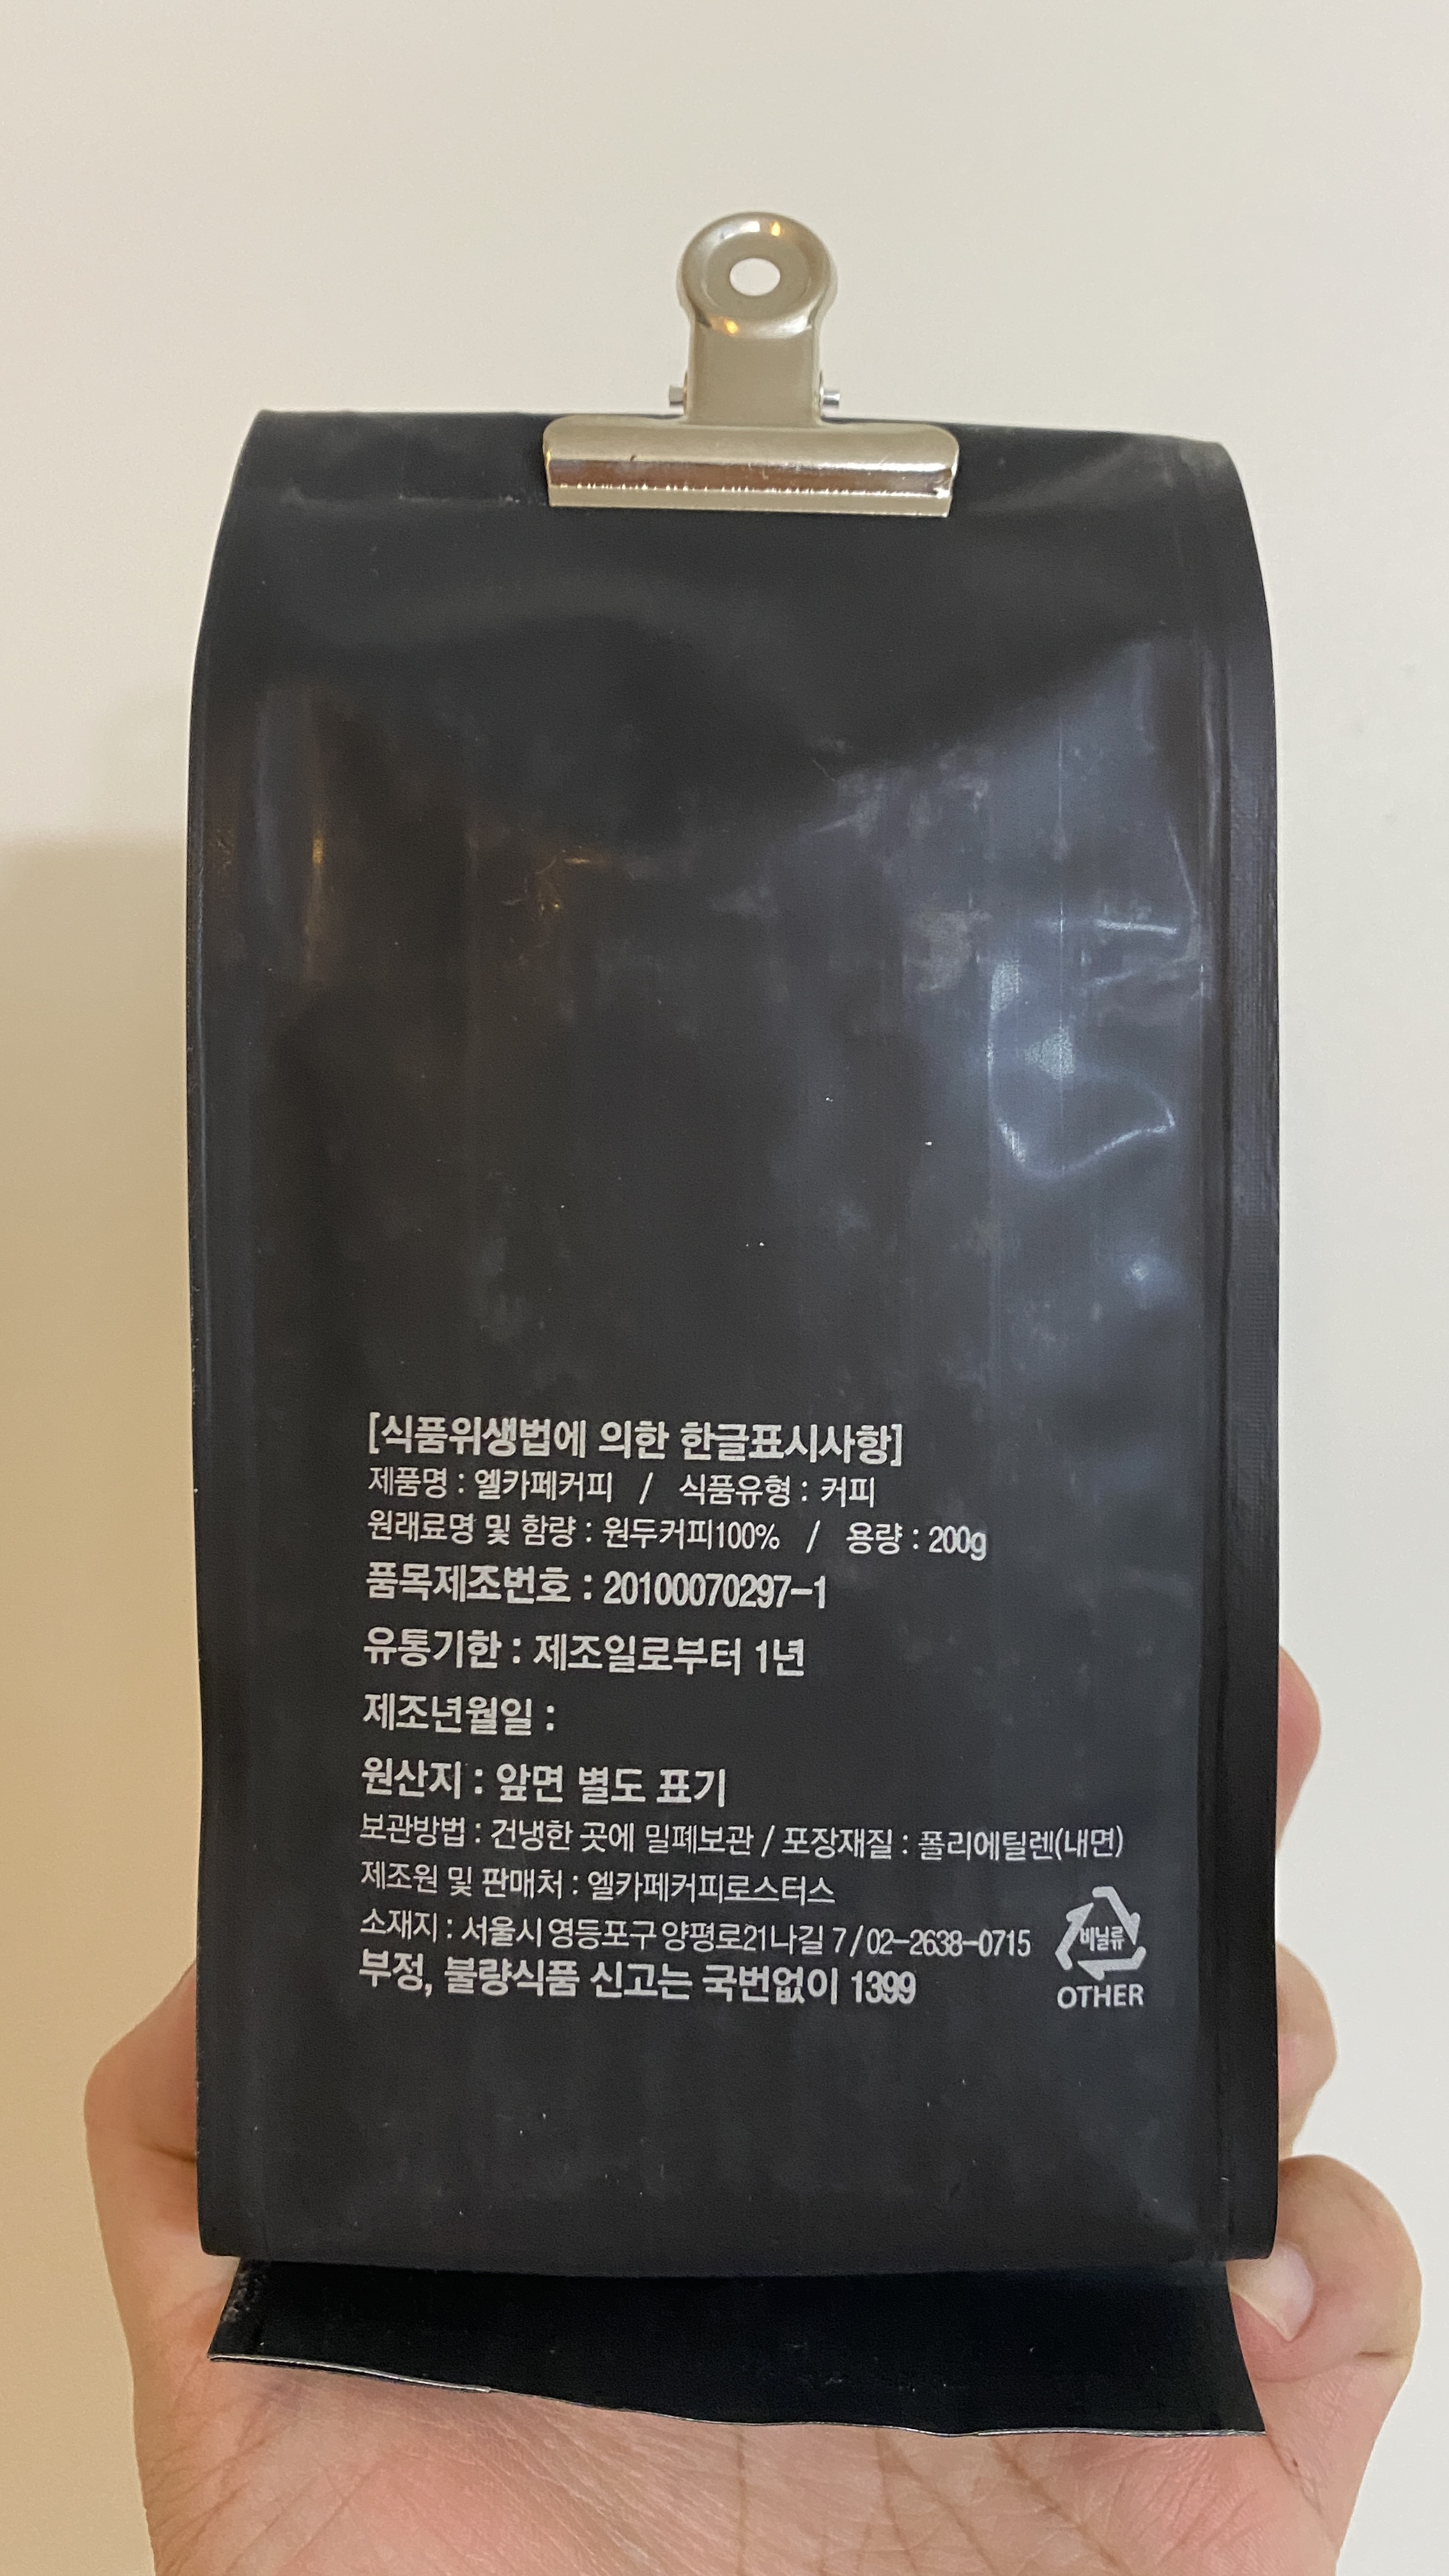 [식품위생법에 의한 한글표시사항]
제품명 : 엘카페커피 / 식품유형 : 커피
원래료명 및 함량 : 원두커피100% / 용량 : 200g
품목제조번호 : 20100070297-1
유통기한 : 제조일로부터 1년
제조년월일 :
원산지 : 앞면 별도 표기
보관방법 : 건냉한 곳에 밀폐보관 / 포장재질 : 폴리에틸렌(내면)
제조원 및 판매처 : 엘카페커피로스터스
소재지 : 서울시 영등포구 양평로21나길 7 / 02-2638-0715
부정, 불량식품 신고는 국번없이 1399
비닐류
OTHER